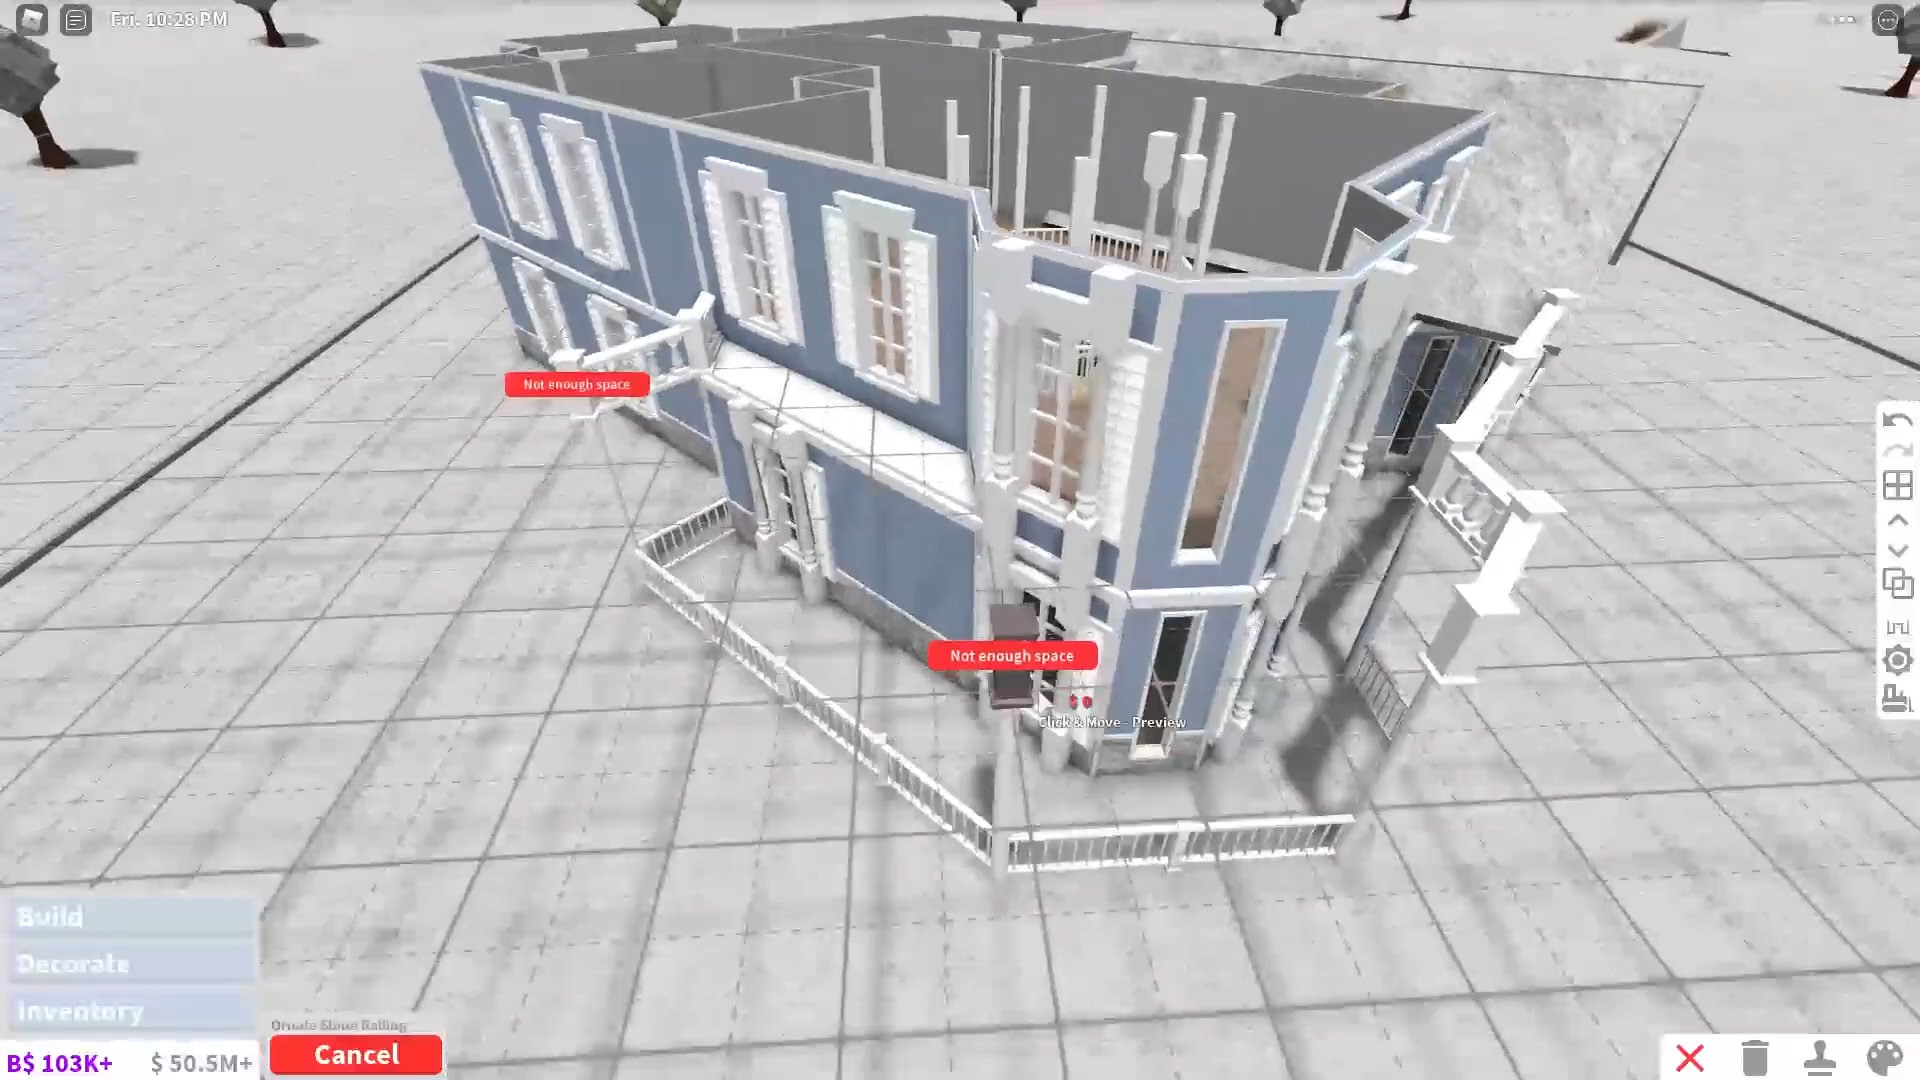 Fri. 10:28 PM
Not enough space
Not enough space
$0
Click & Move - Preview
Build
Decorate
Inventory
Ornate Stone Railing
Cancel
B$ 103K+
$ 50.5M+